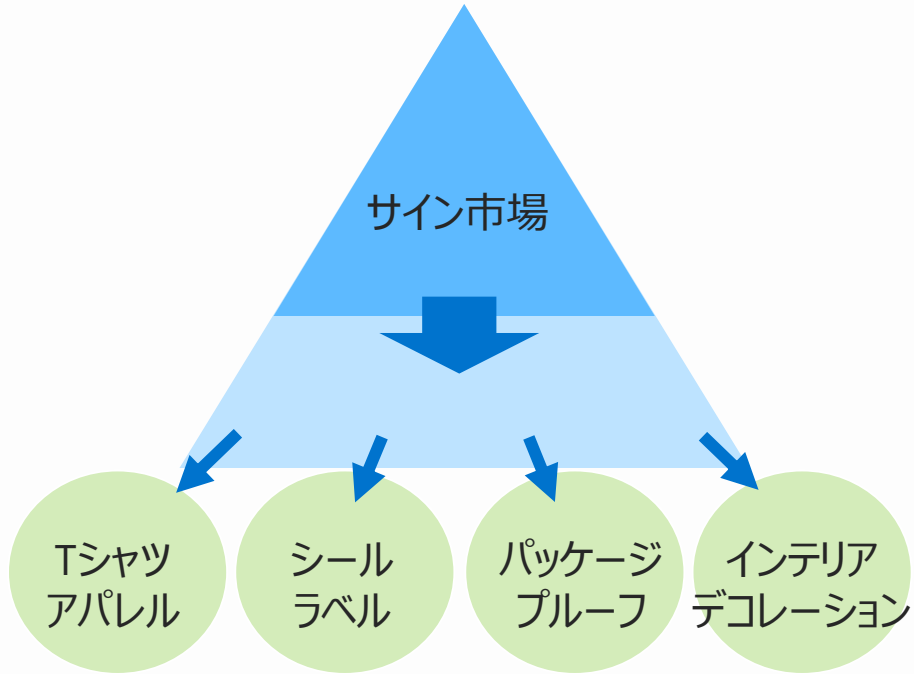 サイン市場
Tシャツ
アパレル
シール
ラベル
パッケージ
プルーフ
インテリア
デコレーション